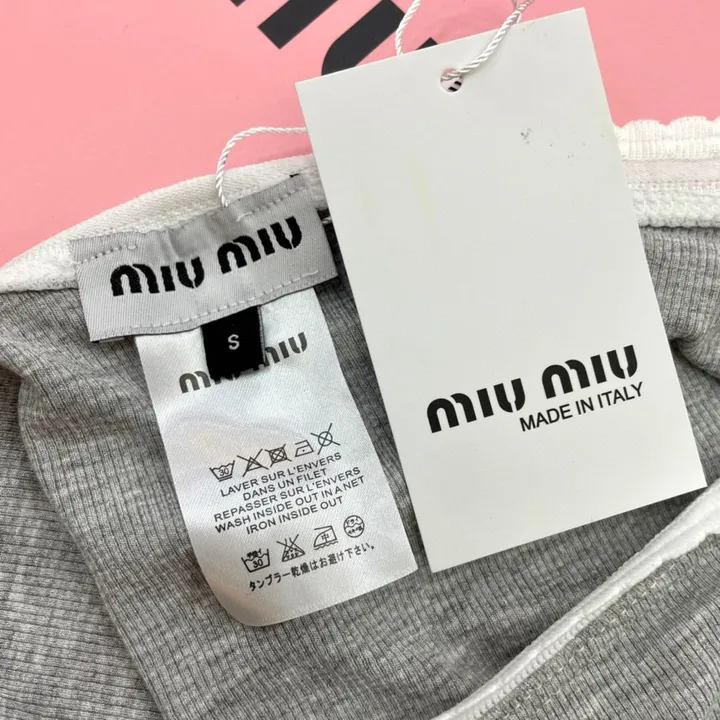 miu miu
S
miu miu
LAVER SUR L'ENVERS
DANS UN FILET
REPASSER SUR L'ENVERS
WASH INSIDE OUT IN A NET
IRON INSIDE OUT
30
中
タンブラー乾燥はお避け下さい。
miu miu
MADE IN ITALY